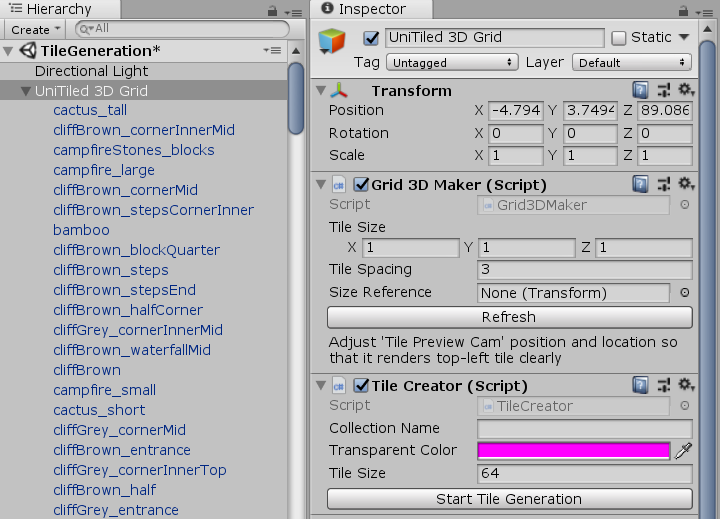 Hierarchy
Create
All
TileGeneration*
Directional Light
UniTiled 3D Grid
cactus_tall
cliffBrown_cornerInnerMid
campfireStones_blocks
campfire_large
cliffBrown_cornerMid
cliffBrown_stepsCornerInner
bamboo
cliffBrown_blockQuarter
cliffBrown_steps
cliffBrown_stepsEnd
cliffBrown_halfCorner
cliffGrey_cornerInnerMid
cliffBrown_waterfallMid
cliffBrown
campfire_small
cactus_short
cliffGrey_cornerMid
cliffBrown_entrance
cliffGrey_cornerInnerTop
cliffBrown_half
cliffGrey_entrance
Inspector
UniTiled 3D Grid Static
Tag Untagged Layer Default
Transform
Position X -4.794 Y 3.7494 Z 89.086
Rotation X 0 Y 0 Z 0
Scale X 1 Y 1 Z 1
Grid 3D Maker (Script)
Script Grid3DMaker
Tile Size
X 1 Y 1 Z 1
Tile Spacing 3
Size Reference None (Transform)
Refresh
Adjust 'Tile Preview Cam' position and location so
that it renders top-left tile clearly
Tile Creator (Script)
Script TileCreator
Collection Name
Transparent Color
Tile Size 64
Start Tile Generation